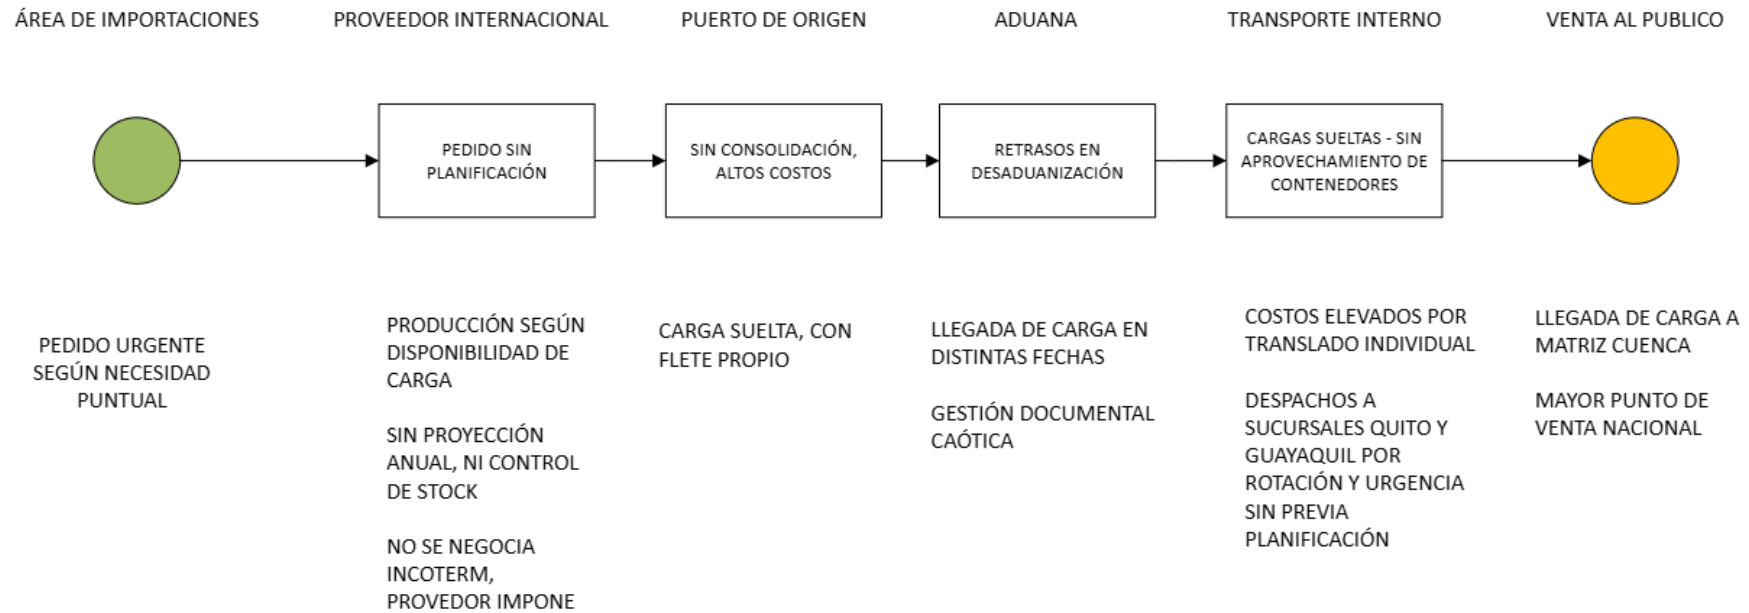 ÁREA DE IMPORTACIONES
PROVEEDOR INTERNACIONAL
PUERTO DE ORIGEN
ADUANA
TRANSPORTE INTERNO
VENTA AL PUBLICO
PEDIDO SIN
PLANIFICACIÓN
SIN CONSOLIDACIÓN,
ALTOS COSTOS
RETRASOS EN
DESADUANIZACIÓN
CARGAS SUELTAS - SIN
APROVECHAMIENTO DE
CONTENEDORES
PEDIDO URGENTE
SEGÚN NECESIDAD
PUNTUAL
PRODUCCIÓN SEGÚN
DISPONIBILIDAD DE
CARGA
SIN PROYECCIÓN
ANUAL, NI CONTROL
DE STOCK
NO SE NEGOCIA
INCOTERM,
PROVEDOR IMPONE
CARGA SUELTA, CON
FLETE PROPIO
LLEGADA DE CARGA EN
DISTINTAS FECHAS
GESTIÓN DOCUMENTAL
CAÓTICA
COSTOS ELEVADOS POR
TRANSLADO INDIVIDUAL
DESPACHOS A
SUCURSALES QUITO Y
GUAYAQUIL POR
ROTACIÓN Y URGENCIA
SIN PREVIA
PLANIFICACIÓN
LLEGADA DE CARGA A
MATRIZ CUENCA
MAYOR PUNTO DE
VENTA NACIONAL